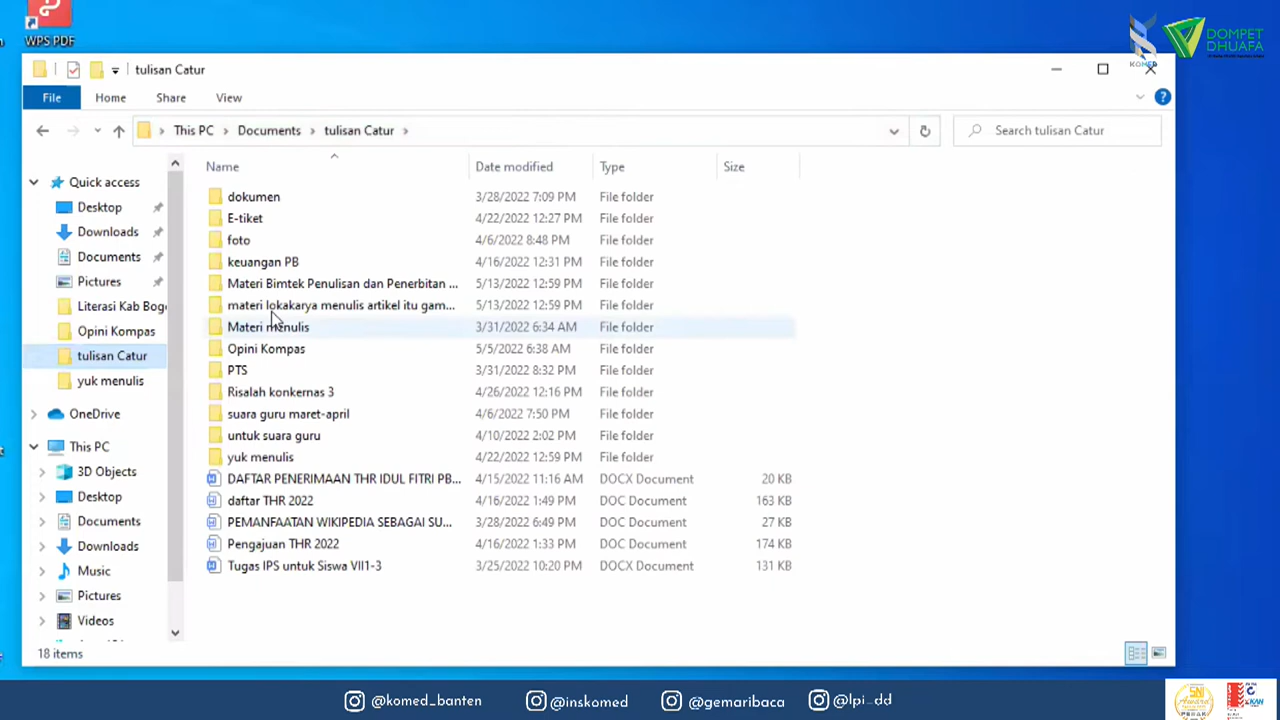 WPS PDF
DOMPET
DHUAFA
KOMED
tulisan Catur
File Home Share View
This PC Documents tulisan Catur
Search tulisan Catur
Name Date modified Type Size
Quick access
Desktop
Downloads
Documents
Pictures
Literasi Kab Bog
Opini Kompas
tulisan Catur
yuk menulis
OneDrive
This PC
3D Objects
Desktop
Documents
Downloads
Music
Pictures
Videos
dokumen 3/28/2022 7:09 PM File folder
E-tiket 4/22/2022 12:27 PM File folder
foto 4/6/2022 8:48 PM File folder
keuangan PB 4/16/2022 12:31 PM File folder
Materi Bimtek Penulisan dan Penerbitan ... 5/13/2022 12:59 PM File folder
materi lokakarya menulis artikel itu gam... 5/13/2022 12:59 PM File folder
Materi menulis 3/31/2022 6:34 AM File folder
Opini Kompas 5/5/2022 6:38 AM File folder
PTS 3/31/2022 8:32 PM File folder
Risalah konkernas 3 4/26/2022 12:16 PM File folder
suara guru maret-april 4/6/2022 7:50 PM File folder
untuk suara guru 4/10/2022 2:02 PM File folder
yuk menulis 4/22/2022 12:59 PM File folder
DAFTAR PENERIMAAN THR IDUL FITRI PB... 4/15/2022 11:16 AM DOCX Document 20 KB
daftar THR 2022 4/16/2022 1:49 PM DOC Document 163 KB
PEMANFAATAN WIKIPEDIA SEBAGAI SU... 3/28/2022 6:49 PM DOC Document 27 KB
Pengajuan THR 2022 4/16/2022 1:33 PM DOC Document 174 KB
Tugas IPS untuk Siswa VII1-3 3/25/2022 10:20 PM DOCX Document 131 KB
18 items
@komed_banten @inskomed @gemaribaca @lpi_dd